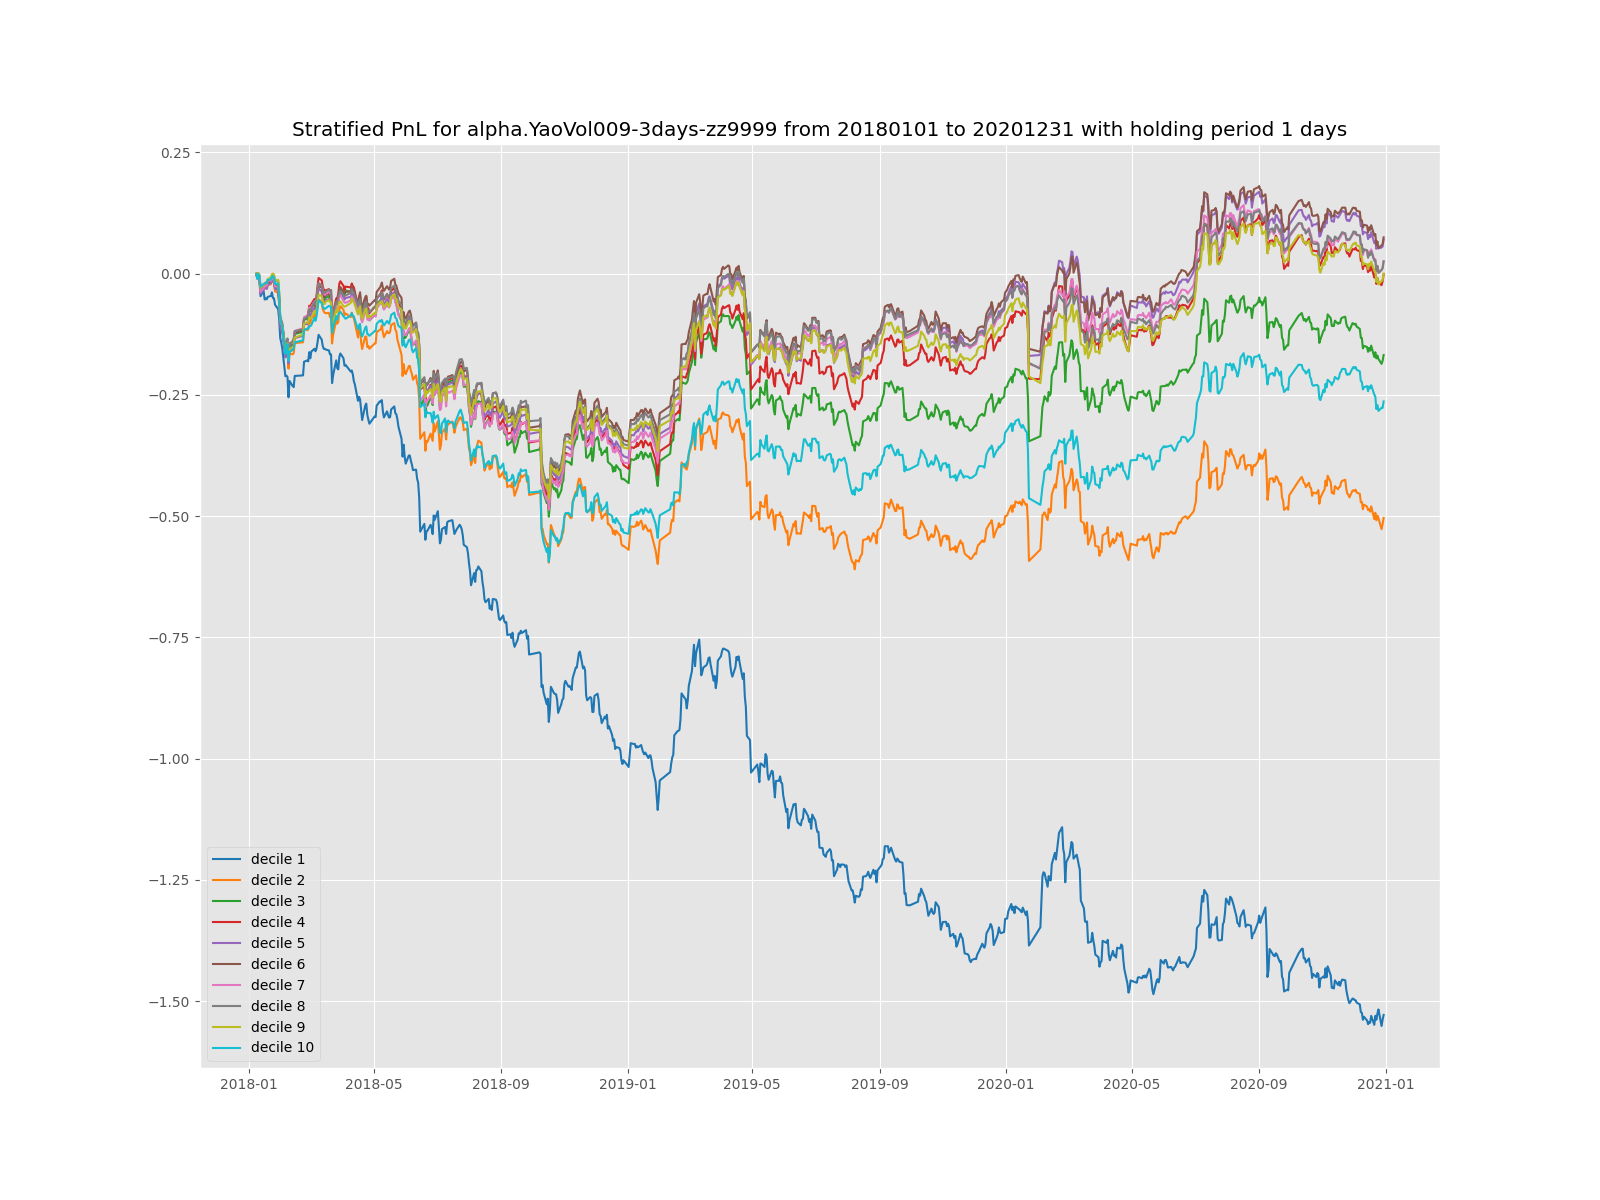 Stratified PnL for alpha.YaoVol009-3days-zz9999 from 20180101 to 20201231 with holding period 1 days
0.25
0.00
−0.25
−0.50
−0.75
−1.00
−1.25
−1.50
decile 1
decile 2
decile 3
decile 4
decile 5
decile 6
decile 7
decile 8
decile 9
decile 10
2018-01 2018-05 2018-09 2019-01 2019-05 2019-09 2020-01 2020-05 2020-09 2021-01